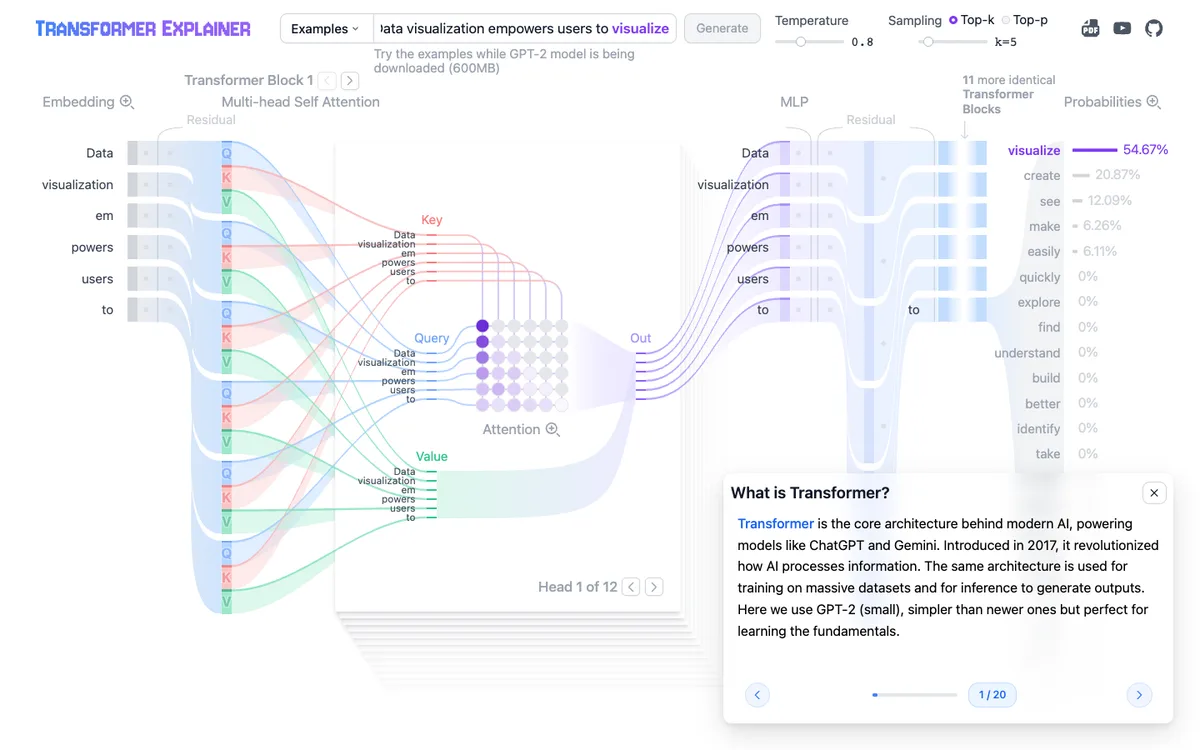 TRANSFORMER EXPLAINER
Examples
Data visualization empowers users to visualize
Generate
Temperature
0.8
Sampling Top-k Top-p
k=5
PDF
Try the examples while GPT-2 model is being
downloaded (600MB)
Transformer Block 1 < >
Embedding
Multi-head Self Attention
MLP
11 more identical
Transformer
Blocks
Probabilities
Residual
Residual
Data
visualization
em
powers
users
to
Q
K
V
Q
K
V
Q
K
V
Q
K
V
Q
K
V
Q
K
V
Key
Data
visualization
em
powers
users
to
Query
Data
visualization
em
powers
users
to
Attention
Value
Data
visualization
em
powers
users
to
Out
Head 1 of 12 < >
Data
visualization
em
powers
users
to
to
visualize 54.67%
create 20.87%
see 12.09%
make 6.26%
easily 6.11%
quickly 0%
explore 0%
find 0%
understand 0%
build 0%
better 0%
identify 0%
take 0%
What is Transformer?
Transformer is the core architecture behind modern AI, powering
models like ChatGPT and Gemini. Introduced in 2017, it revolutionized
how AI processes information. The same architecture is used for
training on massive datasets and for inference to generate outputs.
Here we use GPT-2 (small), simpler than newer ones but perfect for
learning the fundamentals.
1 / 20